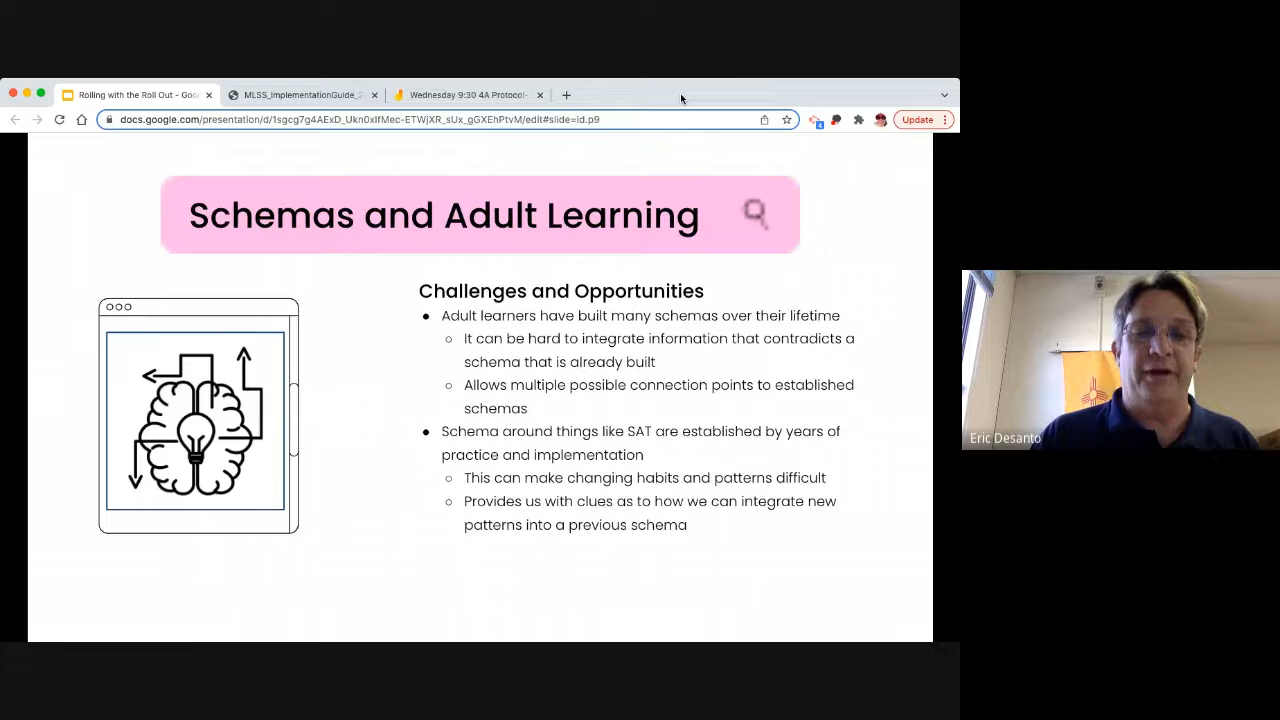 Rolling with the Roll Out - Goo
MLSS_ImplementationGuide_2
Wednesday 9:30 4A Protocol-
docs.google.com/presentation/d/1sgcg7g4AExD_Ukn0xIfMec-ETWjXR_sUx_gGXEhPtvM/edit#slide=id.p9
Update
Schemas and Adult Learning
Challenges and Opportunities
Adult learners have built many schemas over their lifetime
It can be hard to integrate information that contradicts a
schema that is already built
Allows multiple possible connection points to established
schemas
Schema around things like SAT are established by years of
practice and implementation
This can make changing habits and patterns difficult
Provides us with clues as to how we can integrate new
patterns into a previous schema
Eric Desanto